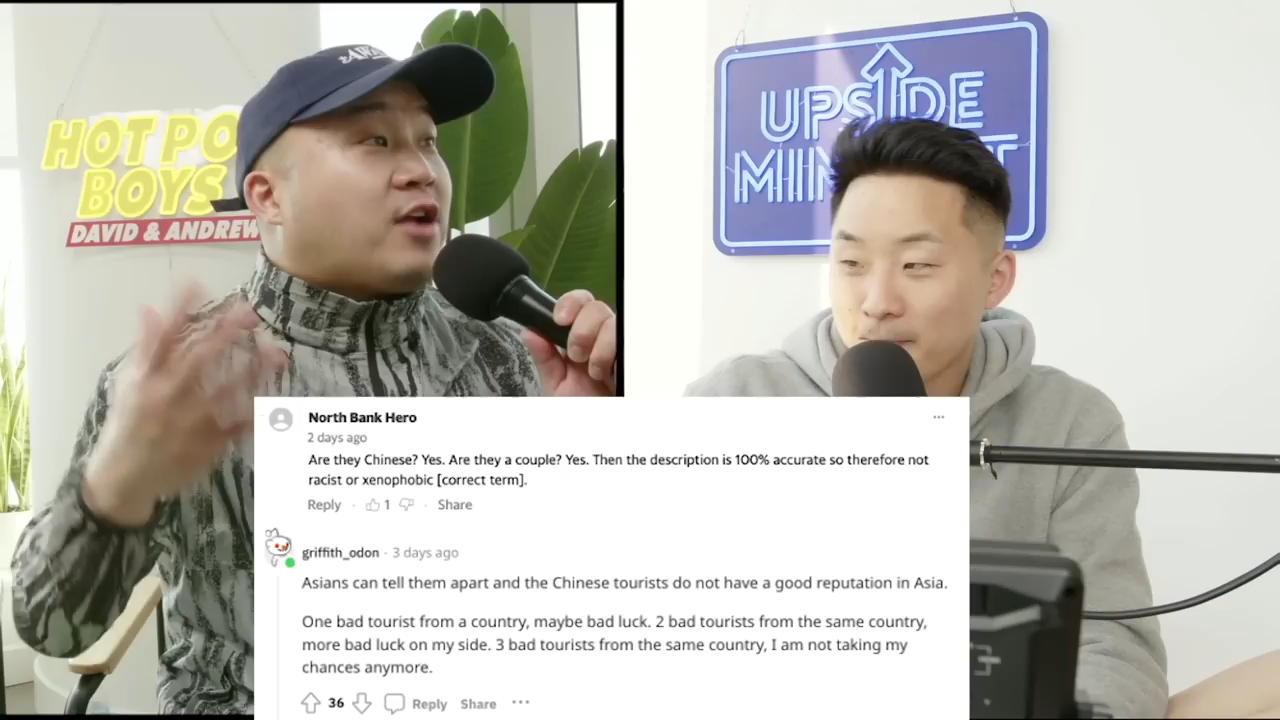 HOT PO
BOYS
DAVID & ANDREW
UPSIDE
North Bank Hero
2 days ago
Are they Chinese? Yes. Are they a couple? Yes. Then the description is 100% accurate so therefore not
racist or xenophobic [correct term].
Reply · 1 · Share
griffith_odon · 3 days ago
Asians can tell them apart and the Chinese tourists do not have a good reputation in Asia.
One bad tourist from a country, maybe bad luck. 2 bad tourists from the same country,
more bad luck on my side. 3 bad tourists from the same country, I am not taking my
chances anymore.
36 Reply Share ...